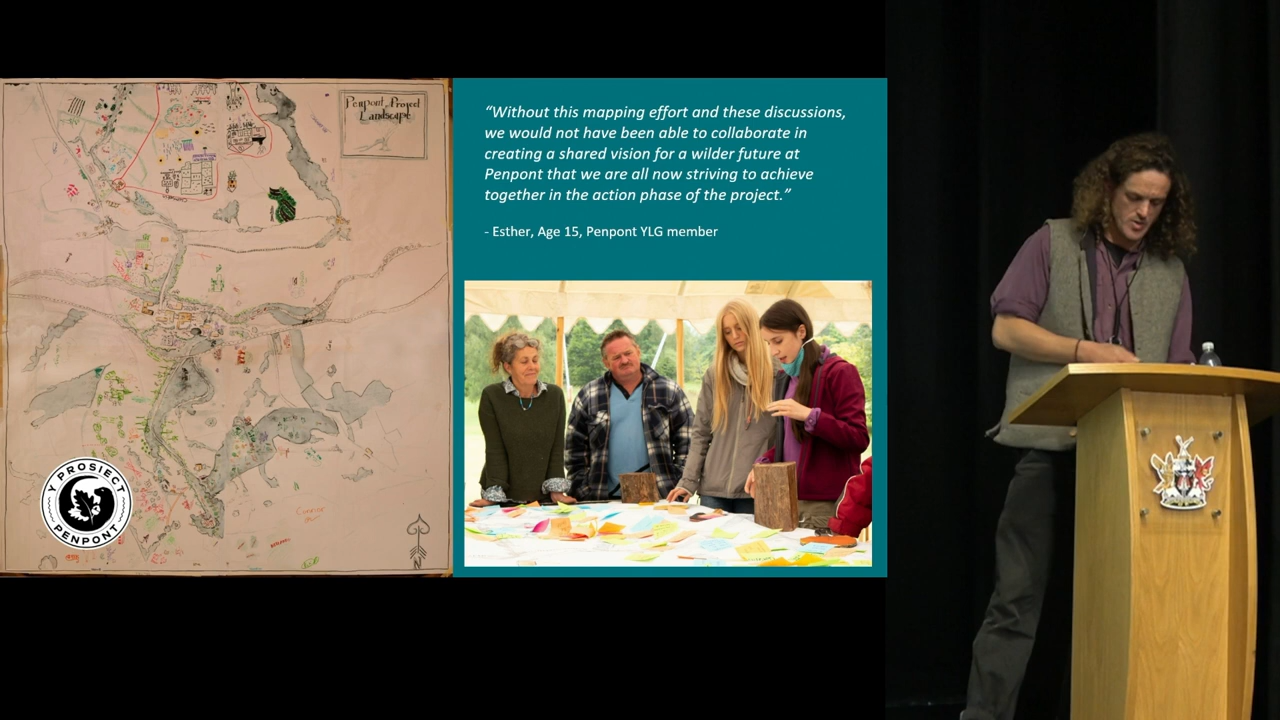 Penpont Project
Landscape
“Without this mapping effort and these discussions,
we would not have been able to collaborate in
creating a shared vision for a wilder future at
Penpont that we are all now striving to achieve
together in the action phase of the project.”
- Esther, Age 15, Penpont YLG member
Y PROSIECT
PENPONT
N